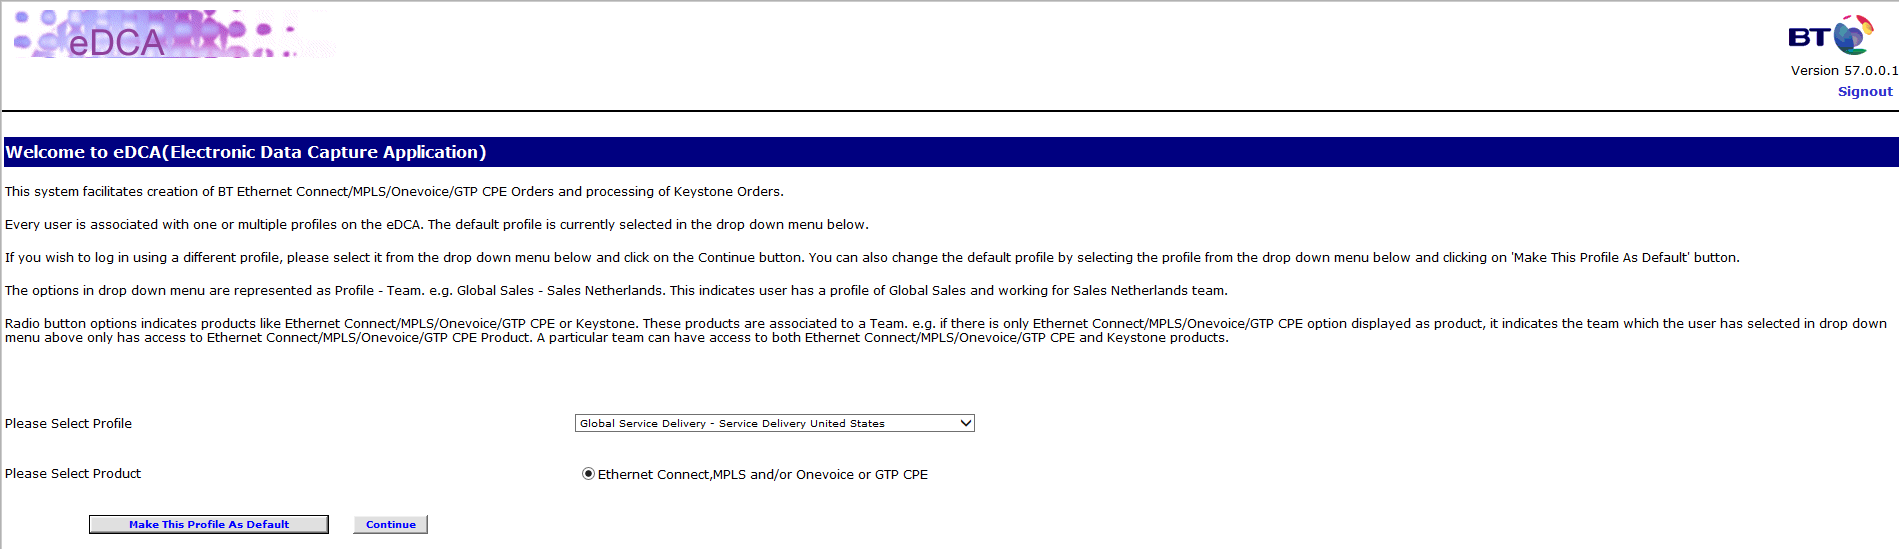 eDCA
BT
Version 57.0.0.1
Signout
Welcome to eDCA(Electronic Data Capture Application)
This system facilitates creation of BT Ethernet Connect/MPLS/Onevoice/GTP CPE Orders and processing of Keystone Orders.
Every user is associated with one or multiple profiles on the eDCA. The default profile is currently selected in the drop down menu below.
If you wish to log in using a different profile, please select it from the drop down menu below and click on the Continue button. You can also change the default profile by selecting the profile from the drop down menu below and clicking on 'Make This Profile As Default' button.
The options in drop down menu are represented as Profile - Team. e.g. Global Sales - Sales Netherlands. This indicates user has a profile of Global Sales and working for Sales Netherlands team.
Radio button options indicates products like Ethernet Connect/MPLS/Onevoice/GTP CPE or Keystone. These products are associated to a Team. e.g. if there is only Ethernet Connect/MPLS/Onevoice/GTP CPE option displayed as product, it indicates the team which the user has selected in drop down
menu above only has access to Ethernet Connect/MPLS/Onevoice/GTP CPE Product. A particular team can have access to both Ethernet Connect/MPLS/Onevoice/GTP CPE and Keystone products.
Please Select Profile
Global Service Delivery - Service Delivery United States
Please Select Product
Ethernet Connect,MPLS and/or Onevoice or GTP CPE
Make This Profile As Default
Continue